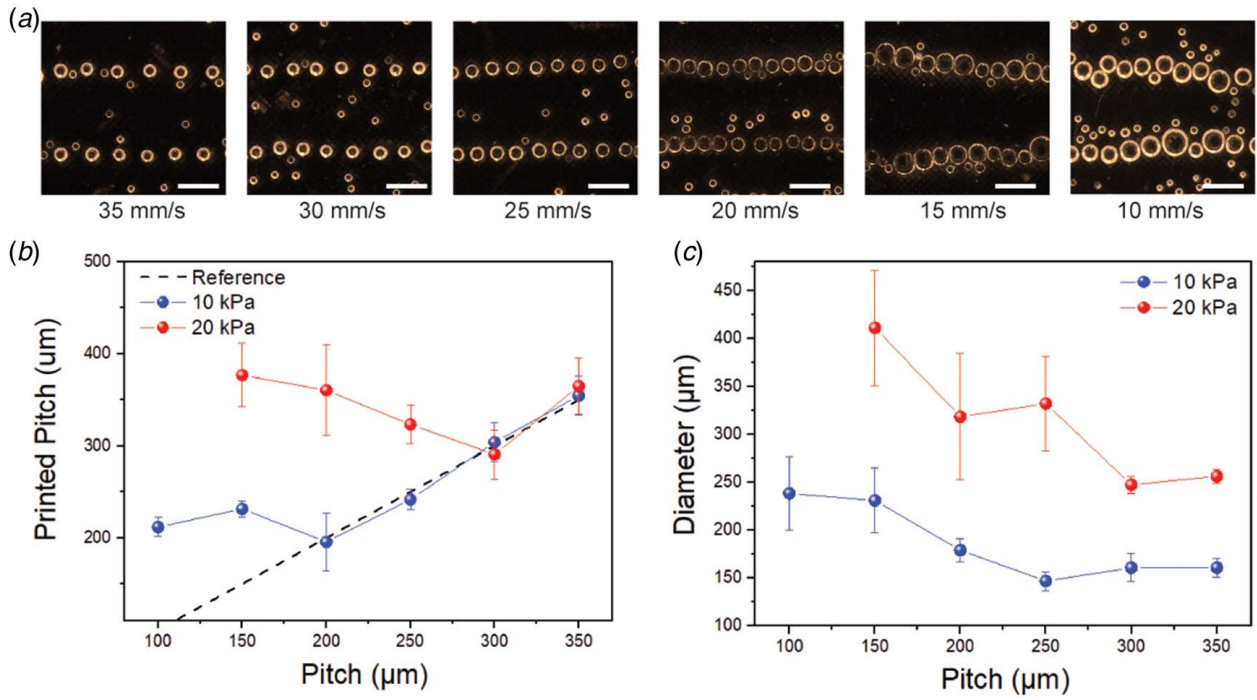 (a)
35 mm/s 30 mm/s 25 mm/s 20 mm/s 15 mm/s 10 mm/s
(b)
Printed Pitch (um)
500
400
300
200
Reference
10 kPa
20 kPa
100 150 200 250 300 350
Pitch (µm)
(c)
Diameter (µm)
450
400
350
300
250
200
150
100
10 kPa
20 kPa
100 150 200 250 300 350
Pitch (µm)